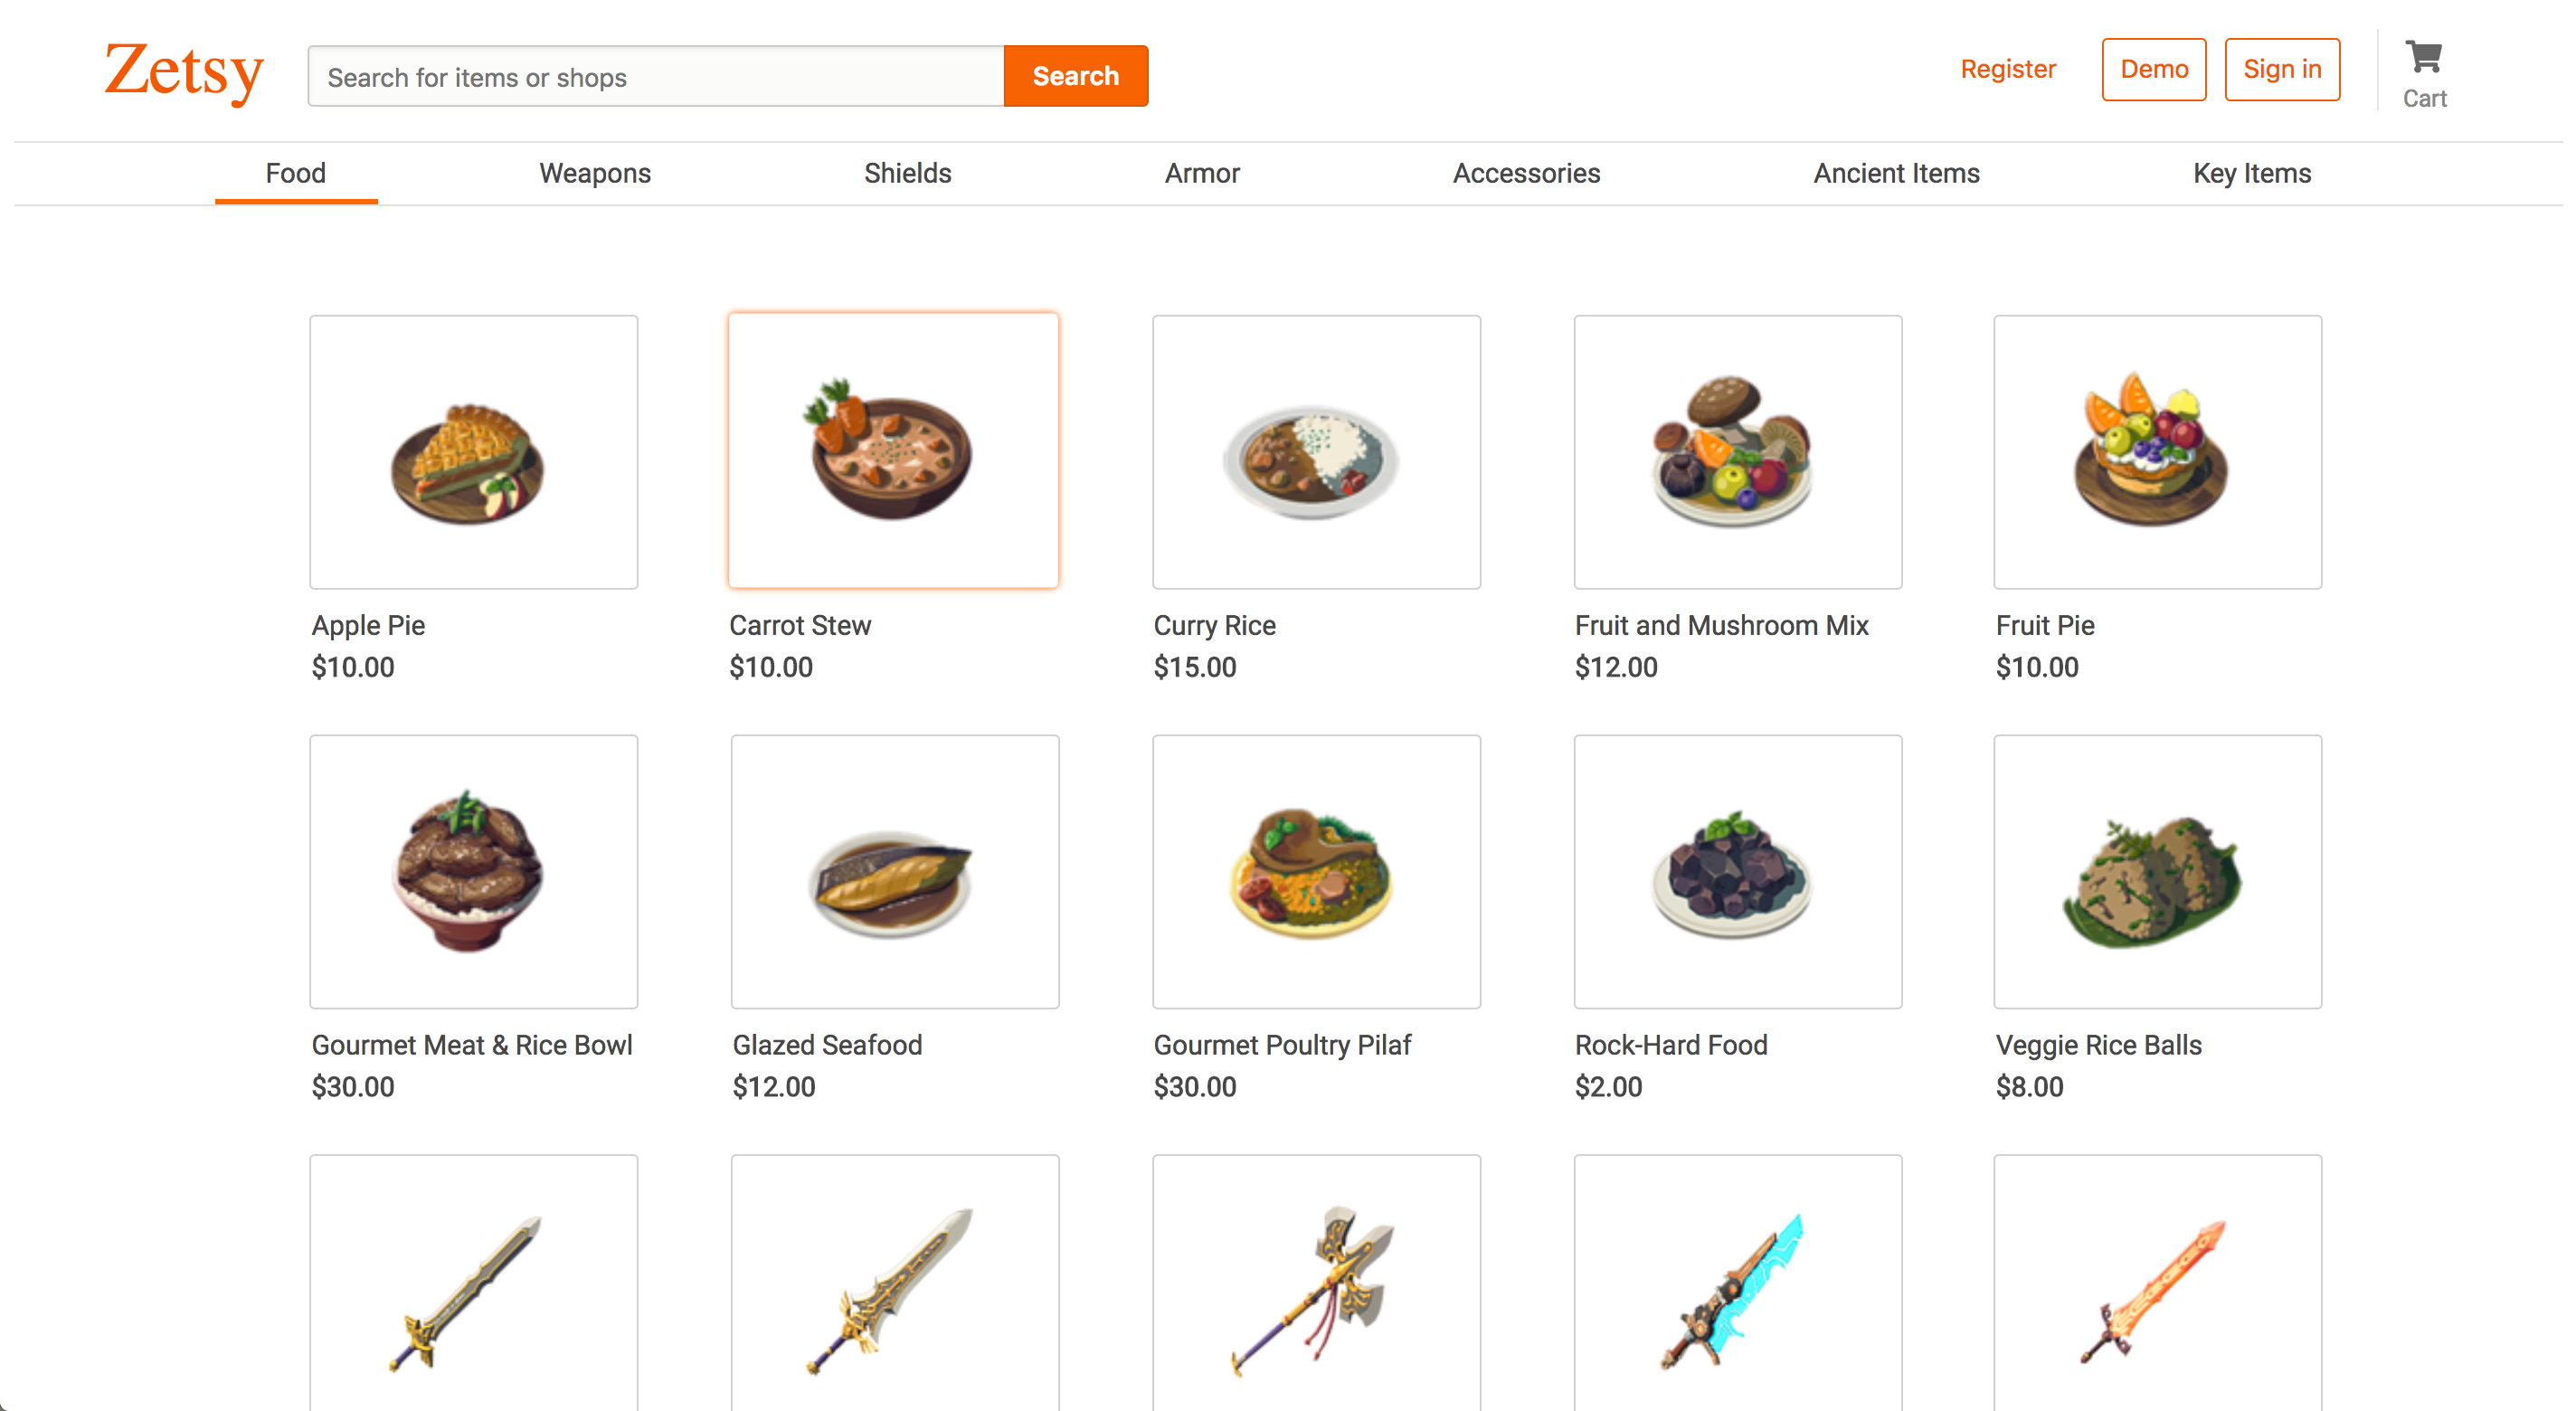 Zetsy
Search for items or shops
Search
Register
Demo
Sign in
Cart
Food
Weapons
Shields
Armor
Accessories
Ancient Items
Key Items
Apple Pie
$10.00
Carrot Stew
$10.00
Curry Rice
$15.00
Fruit and Mushroom Mix
$12.00
Fruit Pie
$10.00
Gourmet Meat & Rice Bowl
$30.00
Glazed Seafood
$12.00
Gourmet Poultry Pilaf
$30.00
Rock-Hard Food
$2.00
Veggie Rice Balls
$8.00